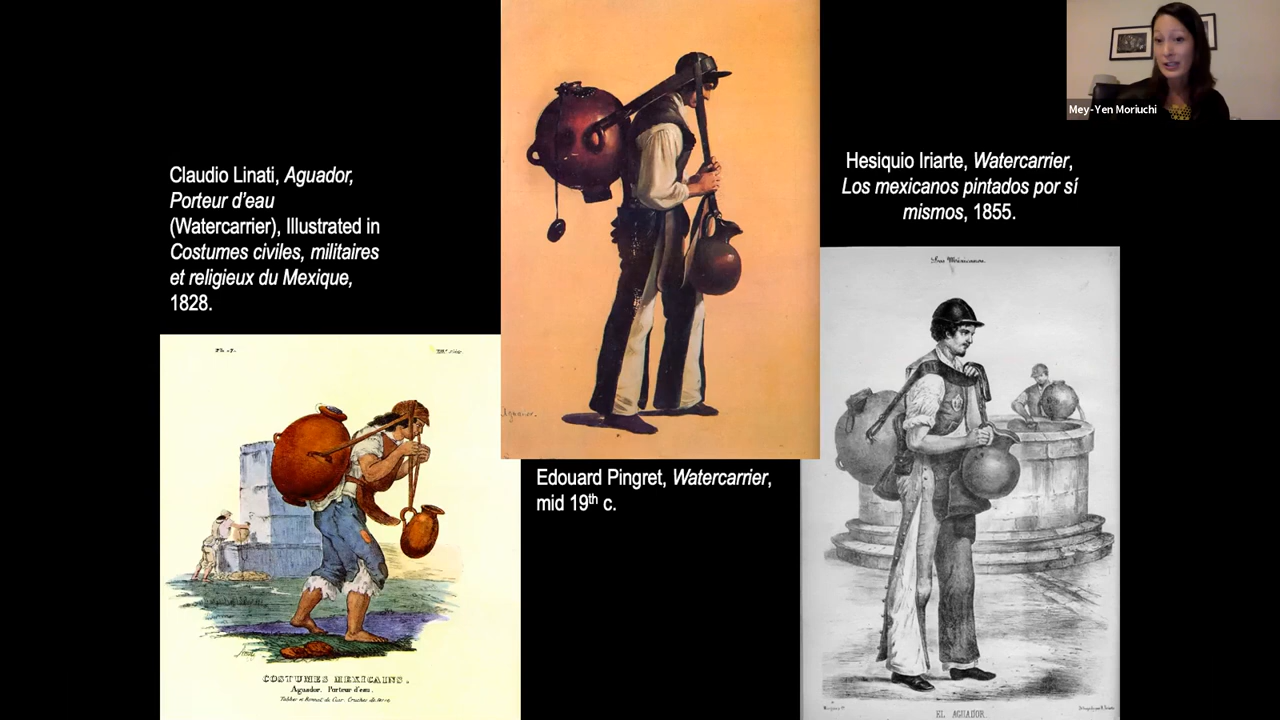 Mey-Yen Moriuchi
Claudio Linati, Aguador,
Porteur d'eau
(Watercarrier), Illustrated in
Costumes civiles, militaires
et religieux du Mexique,
1828.
Hesiquio Iriarte, Watercarrier,
Los mexicanos pintados por sí
mismos, 1855.
Edouard Pingret, Watercarrier,
mid 19th c.
COSTUMES MEXICAINS.
Aguador. Porteur d'eau.
EL AGUADOR.